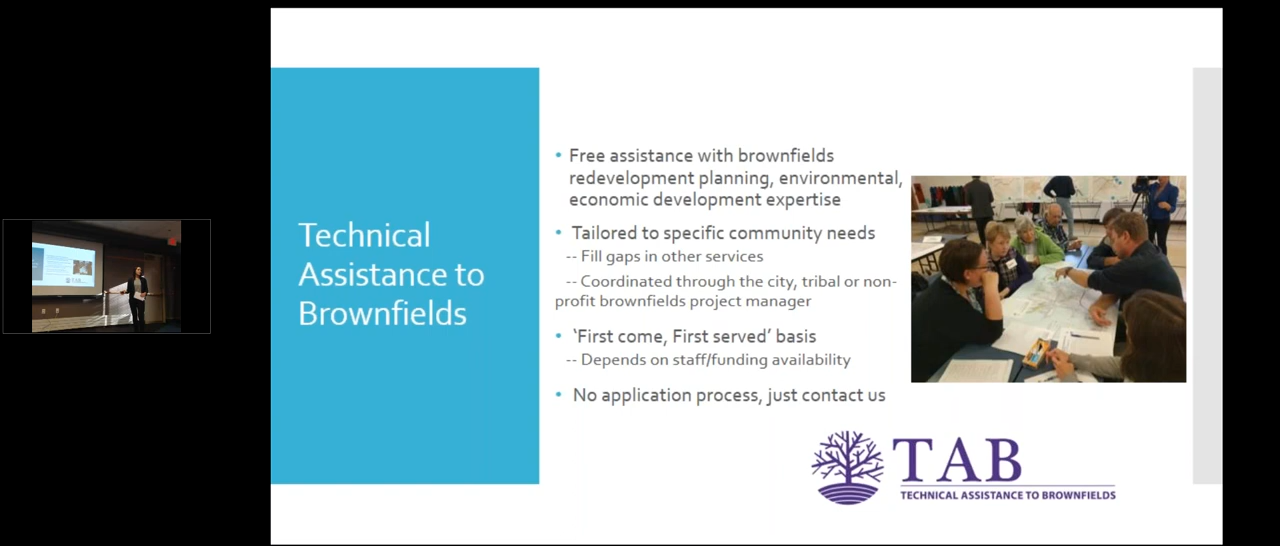 Technical
Assistance to
Brownfields
• Free assistance with brownfields
redevelopment planning, environmental,
economic development expertise
• Tailored to specific community needs
-- Fill gaps in other services
-- Coordinated through the city, tribal or non-
profit brownfields project manager
• ‘First come, First served’ basis
-- Depends on staff/funding availability
• No application process, just contact us
TAB
TECHNICAL ASSISTANCE TO BROWNFIELDS